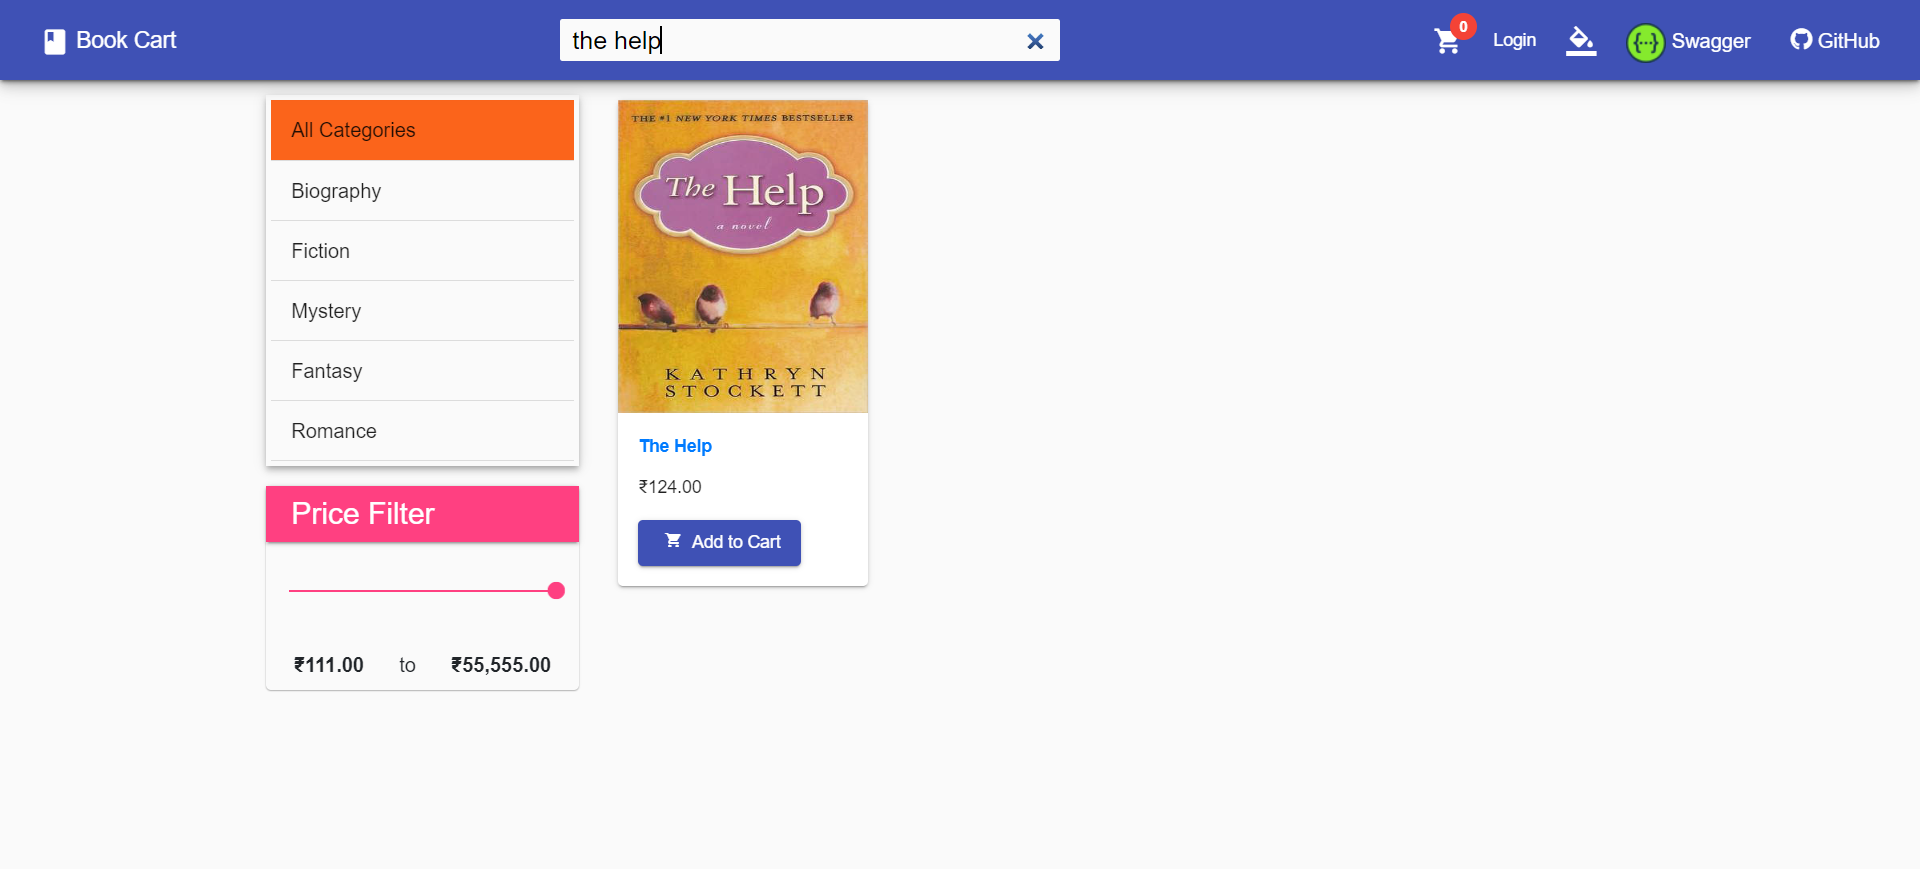 Book Cart
the help
0
Login
Swagger
GitHub
All Categories
Biography
Fiction
Mystery
Fantasy
Romance
Price Filter
₹111.00 to ₹55,555.00
THE #1 NEW YORK TIMES BESTSELLER
The Help
a novel
KATHRYN
STOCKETT
The Help
₹124.00
Add to Cart